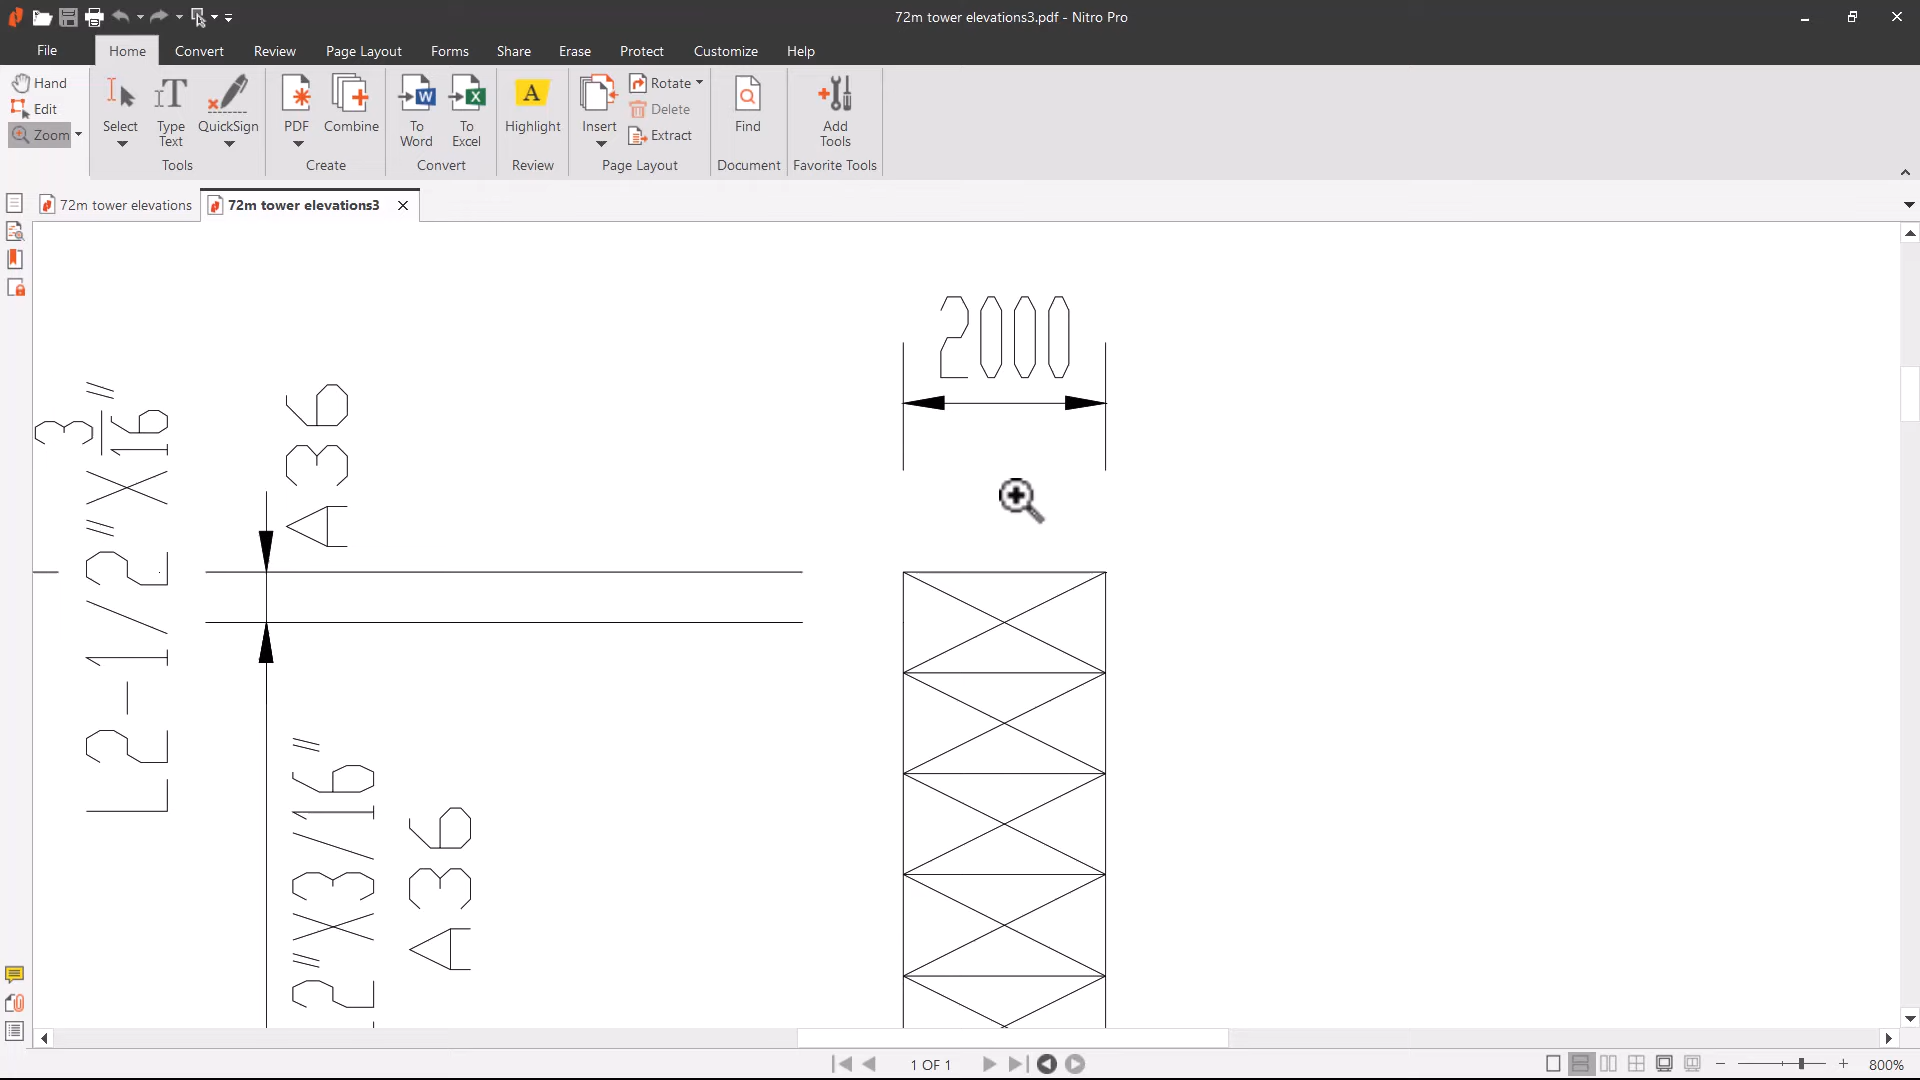 72m tower elevations3.pdf - Nitro Pro
File Home Convert Review Page Layout Forms Share Erase Protect Customize Help
Hand
Edit
Zoom
Select
Type Text
QuickSign
Tools
PDF
Combine
Create
To Word
To Excel
Convert
A
Highlight
Review
Insert
Rotate
Delete
Extract
Page Layout
Find
Document
Add Tools
Favorite Tools
72m tower elevations
72m tower elevations3
2000
L2-1/2"X3/16"
A36
2"X3/16"
A36
1 OF 1
800%